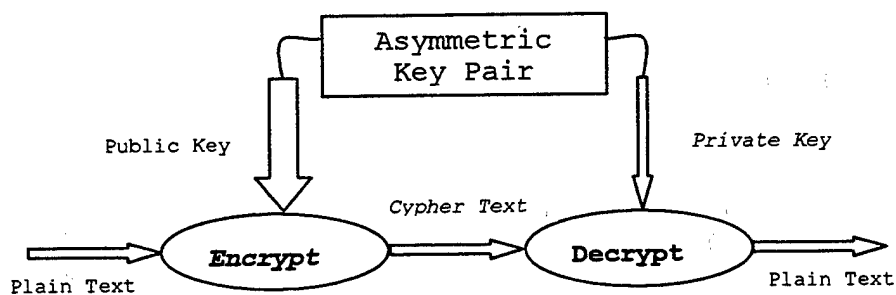 Asymmetric
Key Pair
Public Key
Private Key
Cypher Text
Encrypt
Decrypt
Plain Text
Plain Text